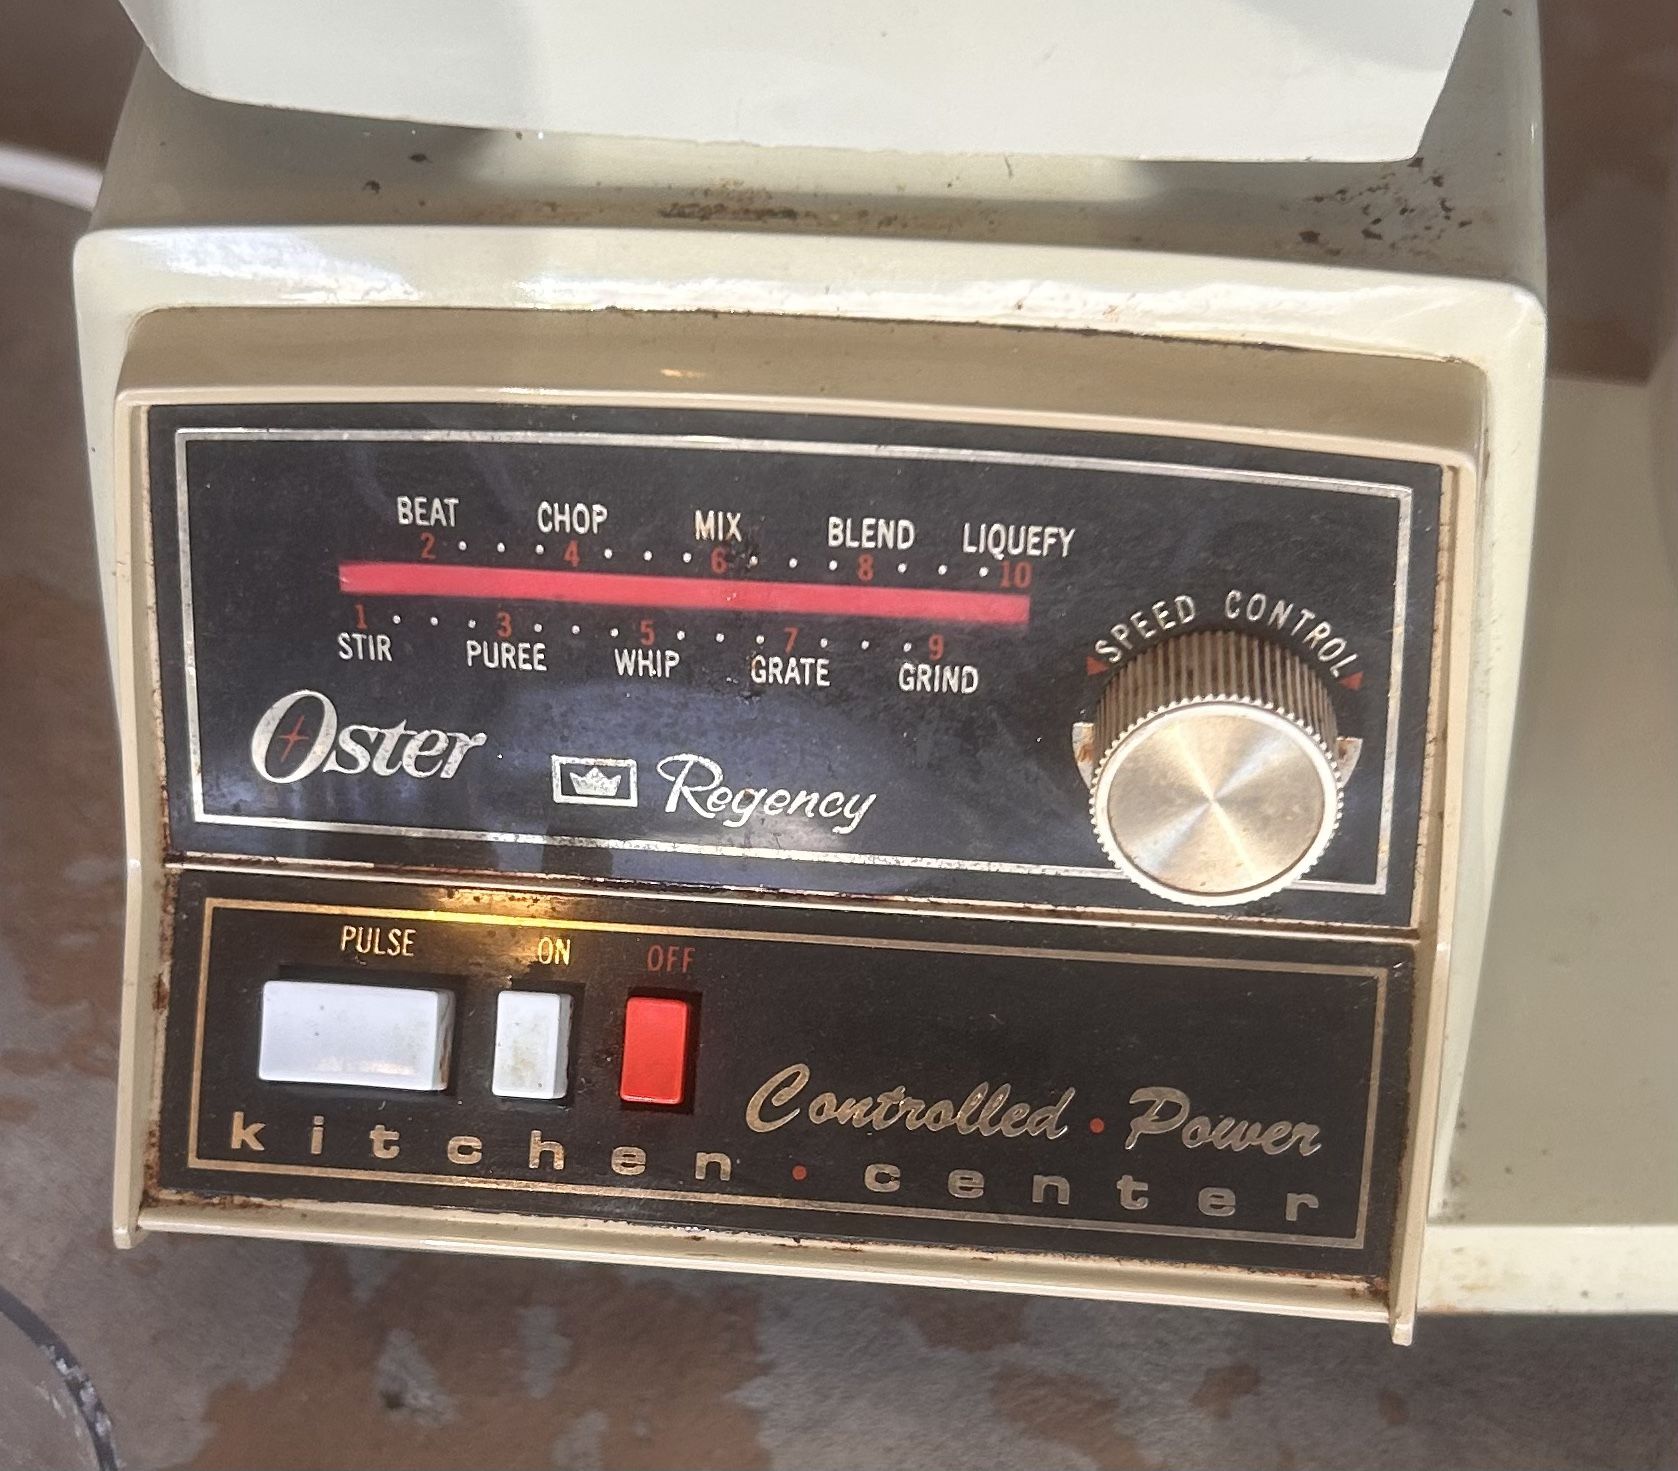 BEAT CHOP MIX BLEND LIQUEFY
2 4 6 8 10
1 3 5 7 9
STIR PUREE WHIP GRATE GRIND
SPEED CONTROL
Oster Regency
PULSE ON OFF
Controlled • Power
kitchen • center